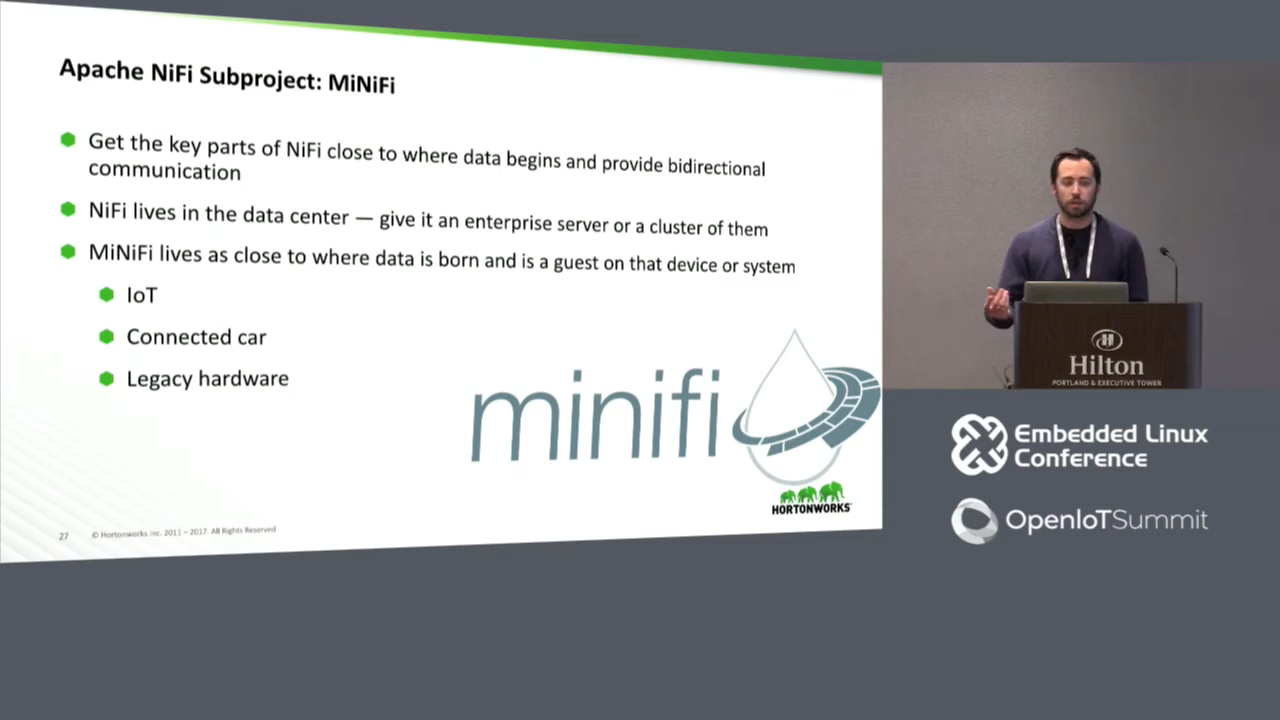 Apache NiFi Subproject: MiNiFi
Get the key parts of NiFi close to where data begins and provide bidirectional
communication
NiFi lives in the data center — give it an enterprise server or a cluster of them
MiNiFi lives as close to where data is born and is a guest on that device or system
IoT
Connected car
Legacy hardware
minifi
HORTONWORKS
27 © Hortonworks Inc. 2011 – 2017. All Rights Reserved
Hilton
PORTLAND & EXECUTIVE TOWER
Embedded Linux
Conference
OpenIoTSummit